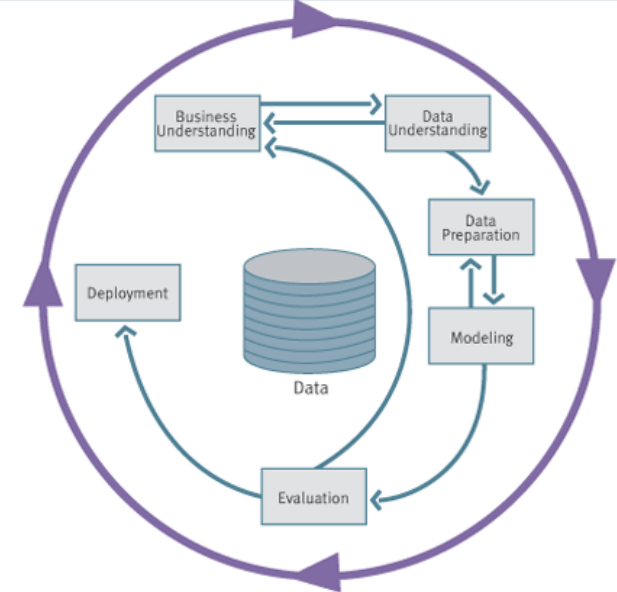 Business
Understanding
Data
Understanding
Data
Preparation
Deployment
Modeling
Data
Evaluation